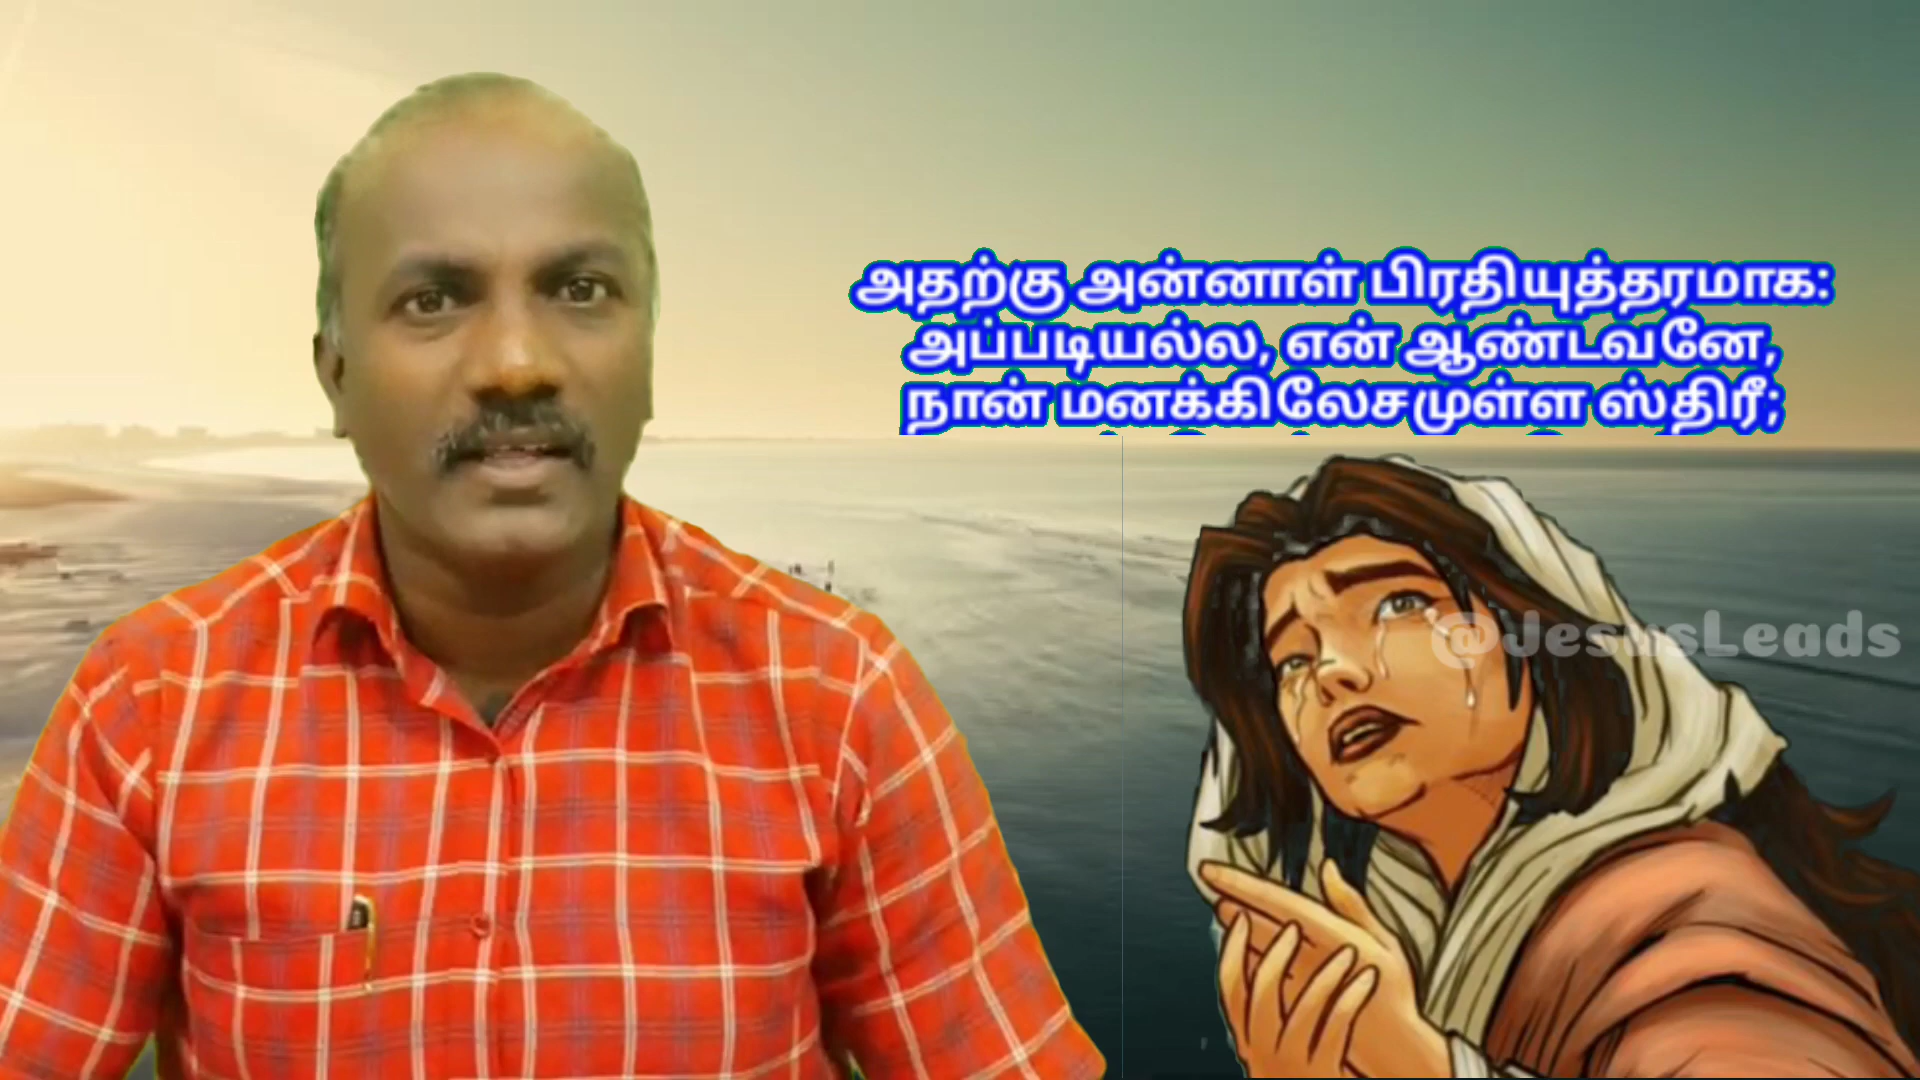 அதற்கு அன்னாள் பிரதியுத்தரமாக:
அப்படியல்ல, என் ஆண்டவனே,
நான் மனக்கிலேசமுள்ள ஸ்திரீ;
@JesusLeads